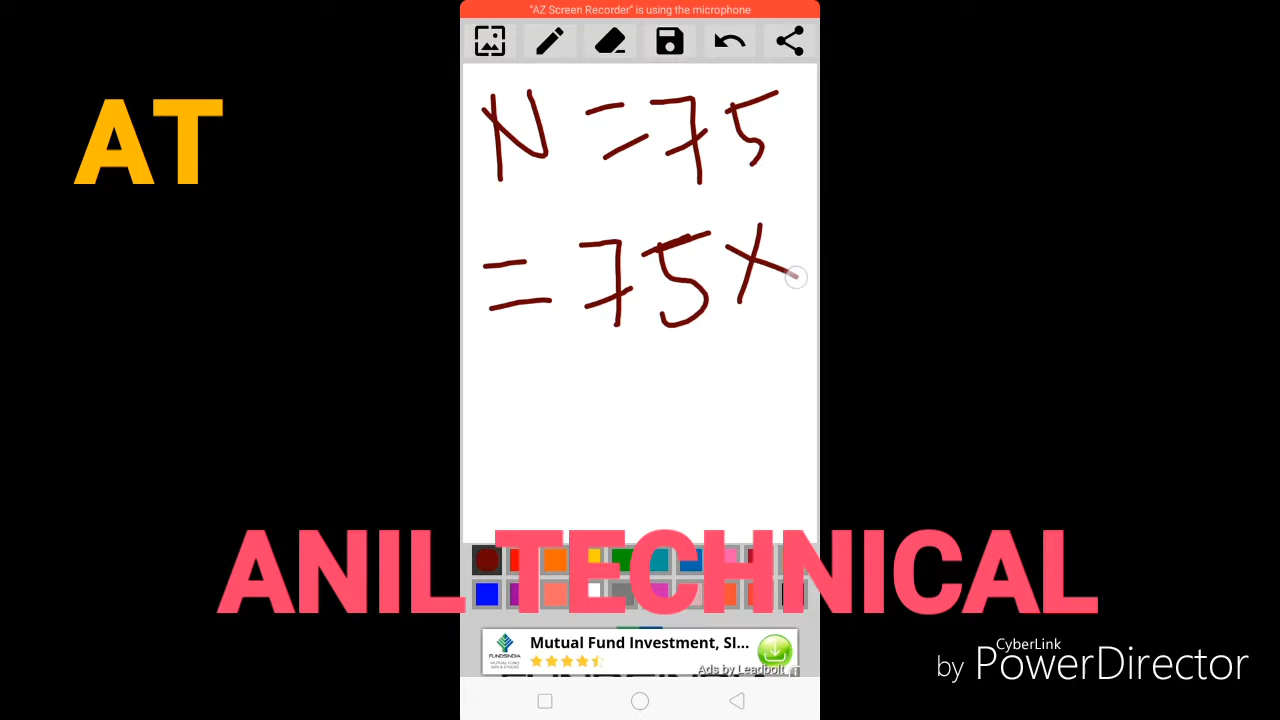 "AZ Screen Recorder" is using the microphone
AT
N = 75
= 75 X
ANIL TECHNICAL
FUNDSINDIA
Mutual Fund Investment, SI...
Ads by Leadbolt
CyberLink
by PowerDirector